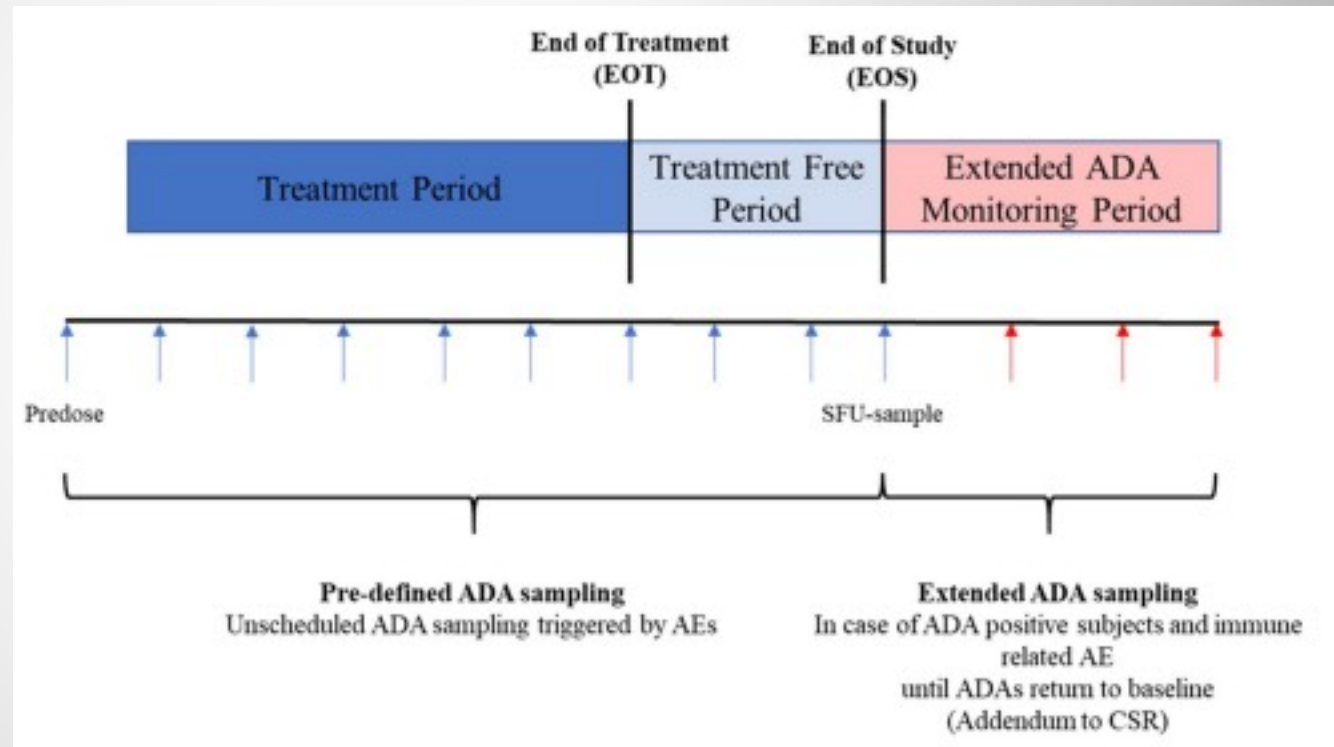 End of Treatment
(EOT)
End of Study
(EOS)
Treatment Period
Treatment Free
Period
Extended ADA
Monitoring Period
Predose
SFU-sample
Pre-defined ADA sampling
Unscheduled ADA sampling triggered by AEs
Extended ADA sampling
In case of ADA positive subjects and immune
related AE
until ADAs return to baseline
(Addendum to CSR)